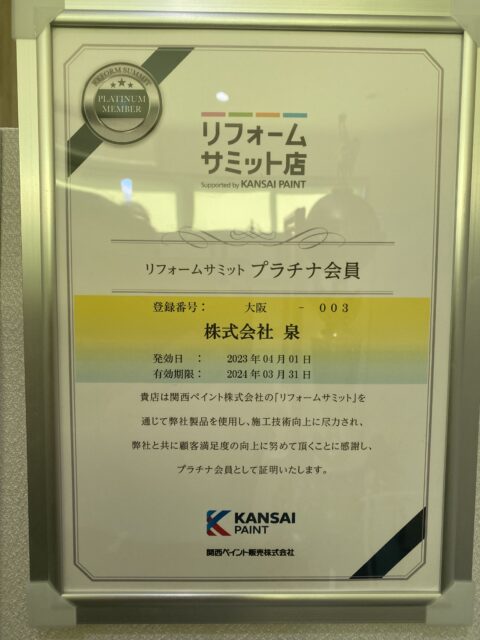 REFORM SUMMIT
PLATINUM
MEMBER
リフォーム
サミット店
Supported by KANSAI PAINT
リフォームサミット プラチナ会員
登録番号： 大阪 - 003
株式会社 泉
発効日 ： 2023年04月01日
有効期限： 2024年03月31日
貴店は関西ペイント株式会社の「リフォームサミット」を
通じて弊社製品を使用し、施工技術向上に尽力され、
弊社と共に顧客満足度の向上に努めて頂くことに感謝し、
プラチナ会員として証明いたします。
KANSAI
PAINT
関西ペイント販売株式会社